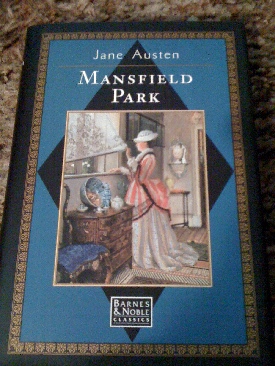 Jane Austen
MANSFIELD
PARK
BARNES
& NOBLE
CLASSICS